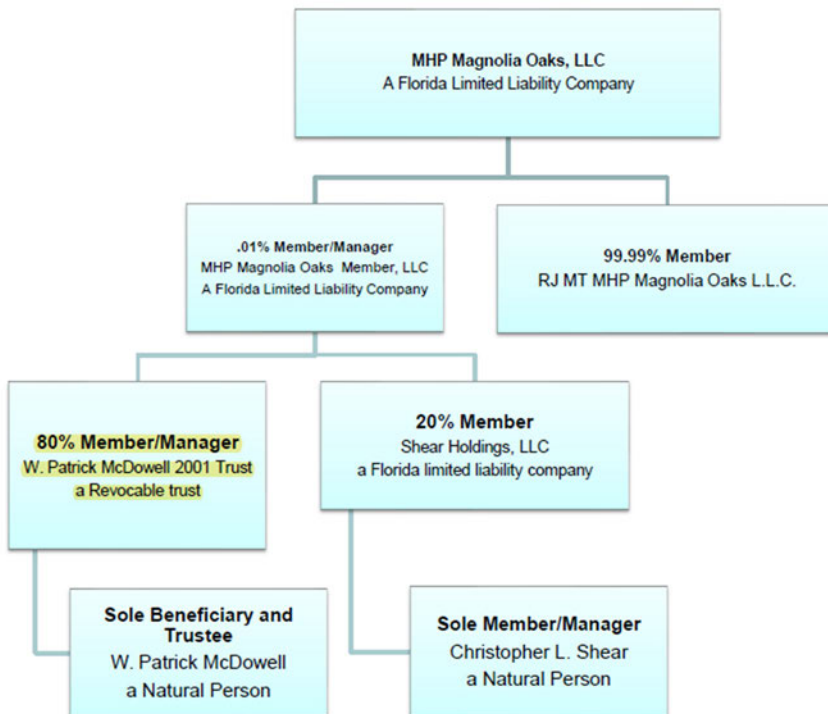 MHP Magnolia Oaks, LLC
A Florida Limited Liability Company
.01% Member/Manager
MHP Magnolia Oaks Member, LLC
A Florida Limited Liability Company
99.99% Member
RJ MT MHP Magnolia Oaks L.L.C.
80% Member/Manager
W. Patrick McDowell 2001 Trust
a Revocable trust
20% Member
Shear Holdings, LLC
a Florida limited liability company
Sole Beneficiary and
Trustee
W. Patrick McDowell
a Natural Person
Sole Member/Manager
Christopher L. Shear
a Natural Person